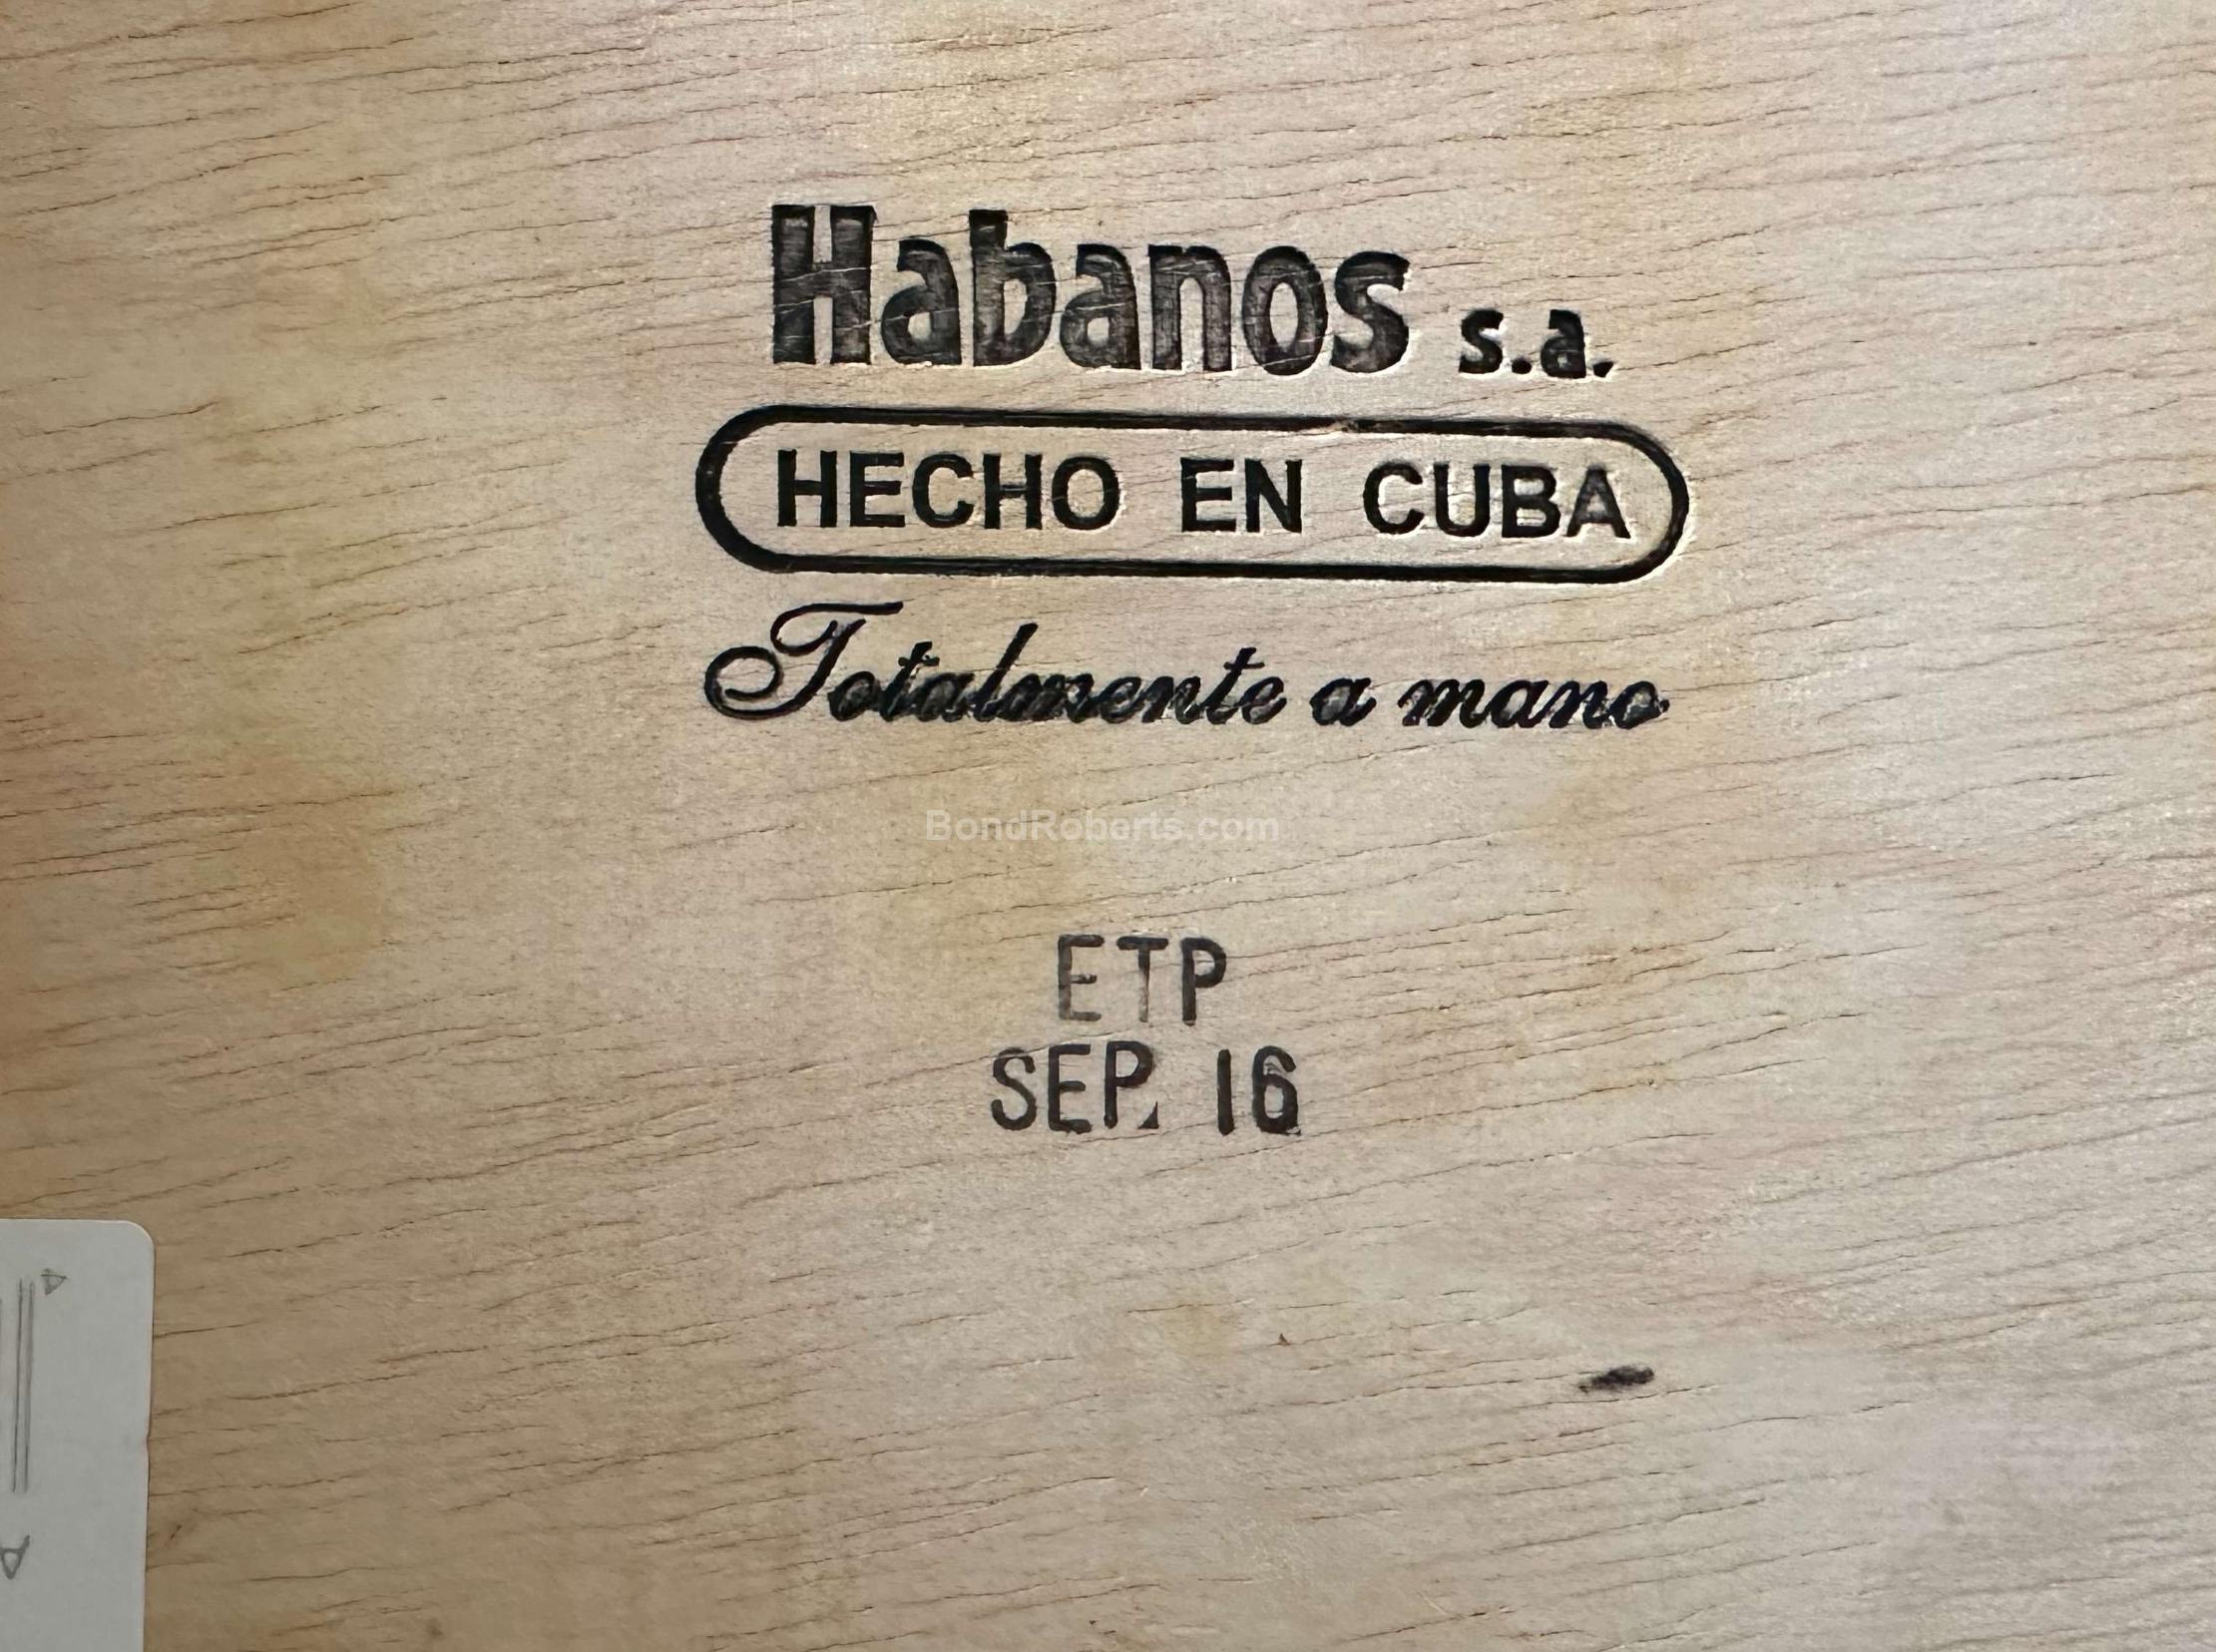 Habanos s.a.
HECHO EN CUBA
Totalmente a mano
BondRoberts.com
ETP
SEP. 16